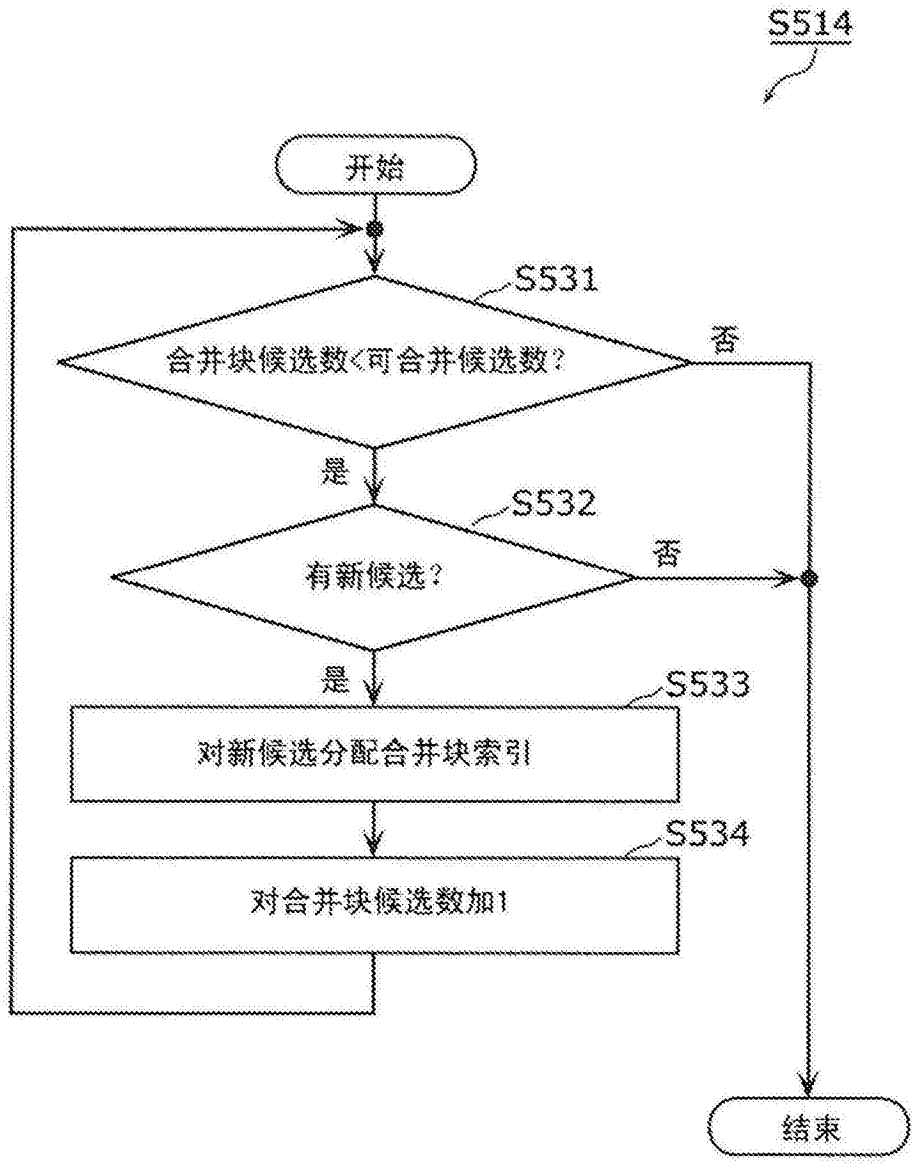 S514
开始
S531
合并块候选数<可合并候选数?
否
是
S532
有新候选?
否
是
S533
对新候选分配合并块索引
S534
对合并块候选数加1
结束